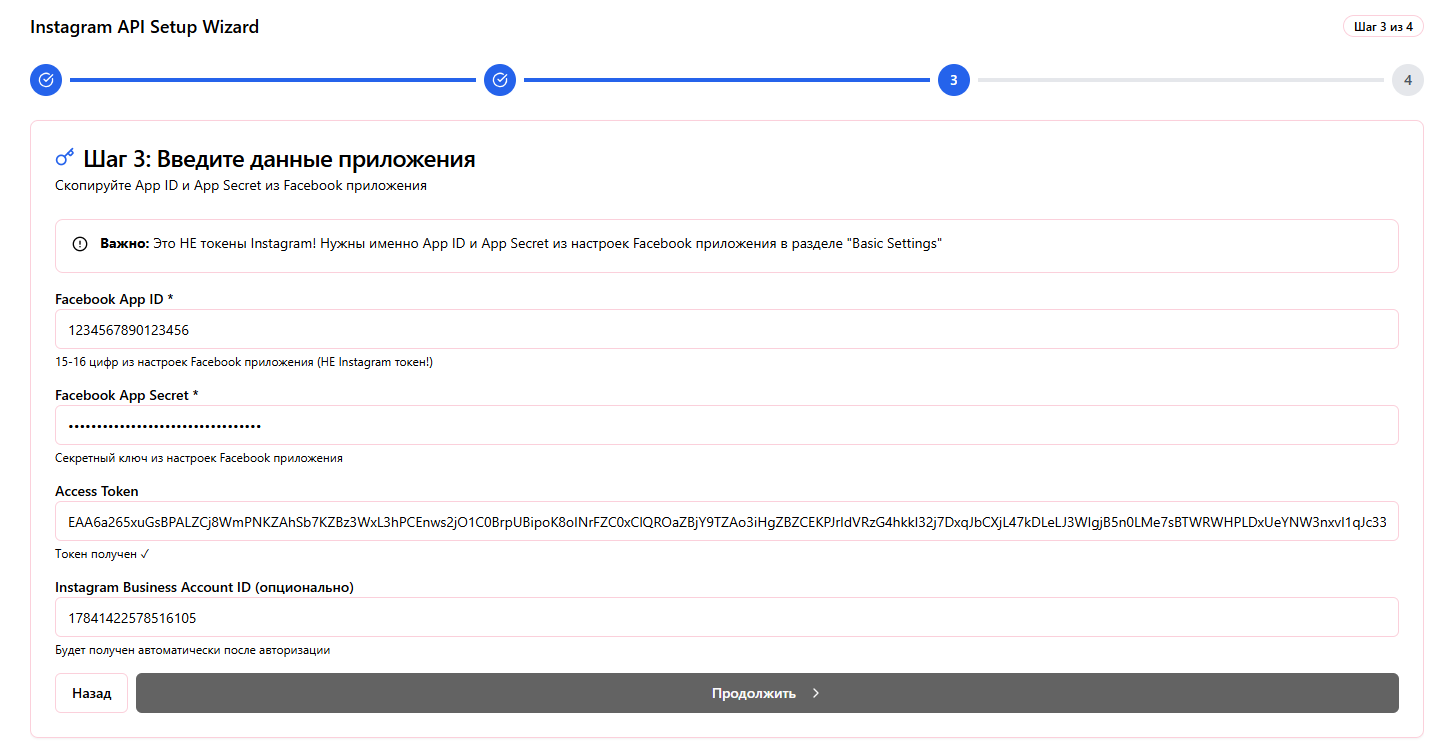 Instagram API Setup Wizard
Шаг 3 из 4
3
4
Шаг 3: Введите данные приложения
Скопируйте App ID и App Secret из Facebook приложения
Важно: Это НЕ токены Instagram! Нужны именно App ID и App Secret из настроек Facebook приложения в разделе "Basic Settings"
Facebook App ID *
1234567890123456
15-16 цифр из настроек Facebook приложения (НЕ Instagram токен!)
Facebook App Secret *
••••••••••••••••••••••••••••••••
Секретный ключ из настроек Facebook приложения
Access Token
EAA6a265xuGsBPALZCj8WmPNKZAhSb7KZBz3WxL3hPCEnws2jO1C0BrpUBipoK8oINrFZC0xCIQROaZBjY9TZAo3iHgZBZCEKPJrIdVRzG4hkkI32j7DxqJbCXjL47kDLeLJ3WIgjB5n0LMe7sBTWRWHPLDxUeYNW3nxvI1qJc33
Токен получен ✓
Instagram Business Account ID (опционально)
17841422578516105
Будет получен автоматически после авторизации
Назад
Продолжить